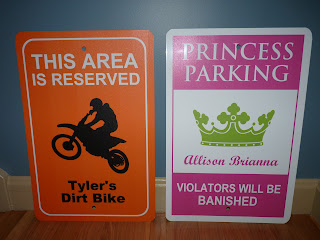 THIS AREA
IS RESERVED
Tyler's
Dirt Bike
PRINCESS
PARKING
Allison Brianna
VIOLATORS WILL BE
BANISHED